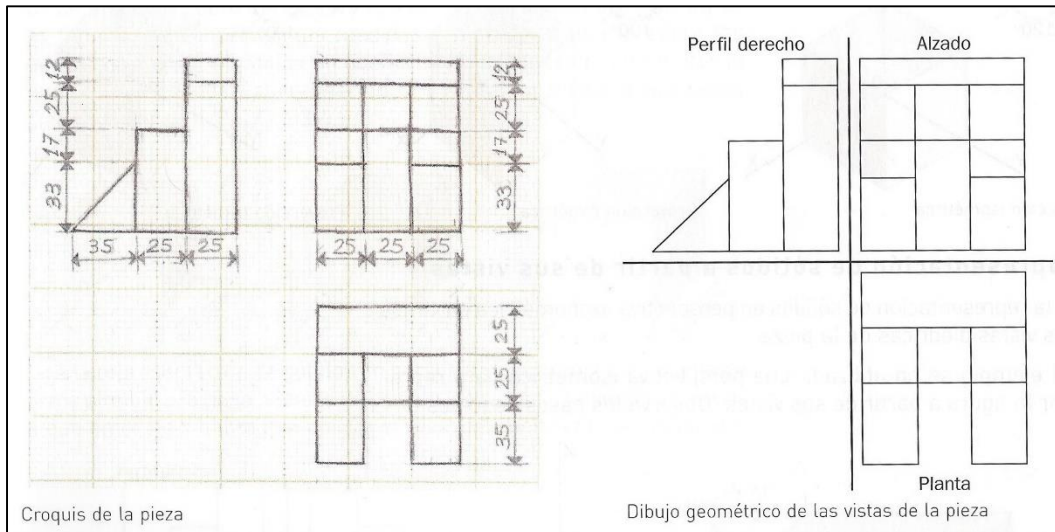 12
25
17
33
35 25 25
12
25
17
33
25 25 25
25
25
35
Croquis de la pieza
Perfil derecho
Alzado
Planta
Dibujo geométrico de las vistas de la pieza